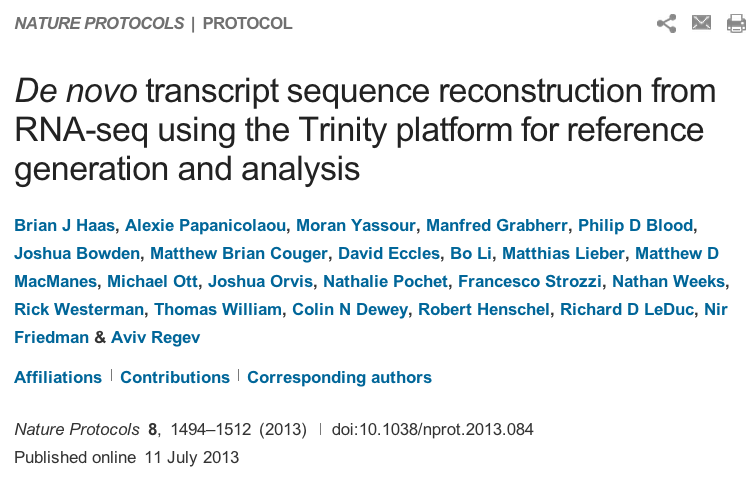 NATURE PROTOCOLS | PROTOCOL
De novo transcript sequence reconstruction from
RNA-seq using the Trinity platform for reference
generation and analysis
Brian J Haas, Alexie Papanicolaou, Moran Yassour, Manfred Grabherr, Philip D Blood,
Joshua Bowden, Matthew Brian Couger, David Eccles, Bo Li, Matthias Lieber, Matthew D
MacManes, Michael Ott, Joshua Orvis, Nathalie Pochet, Francesco Strozzi, Nathan Weeks,
Rick Westerman, Thomas William, Colin N Dewey, Robert Henschel, Richard D LeDuc, Nir
Friedman & Aviv Regev
Affiliations | Contributions | Corresponding authors
Nature Protocols 8, 1494–1512 (2013) | doi:10.1038/nprot.2013.084
Published online 11 July 2013